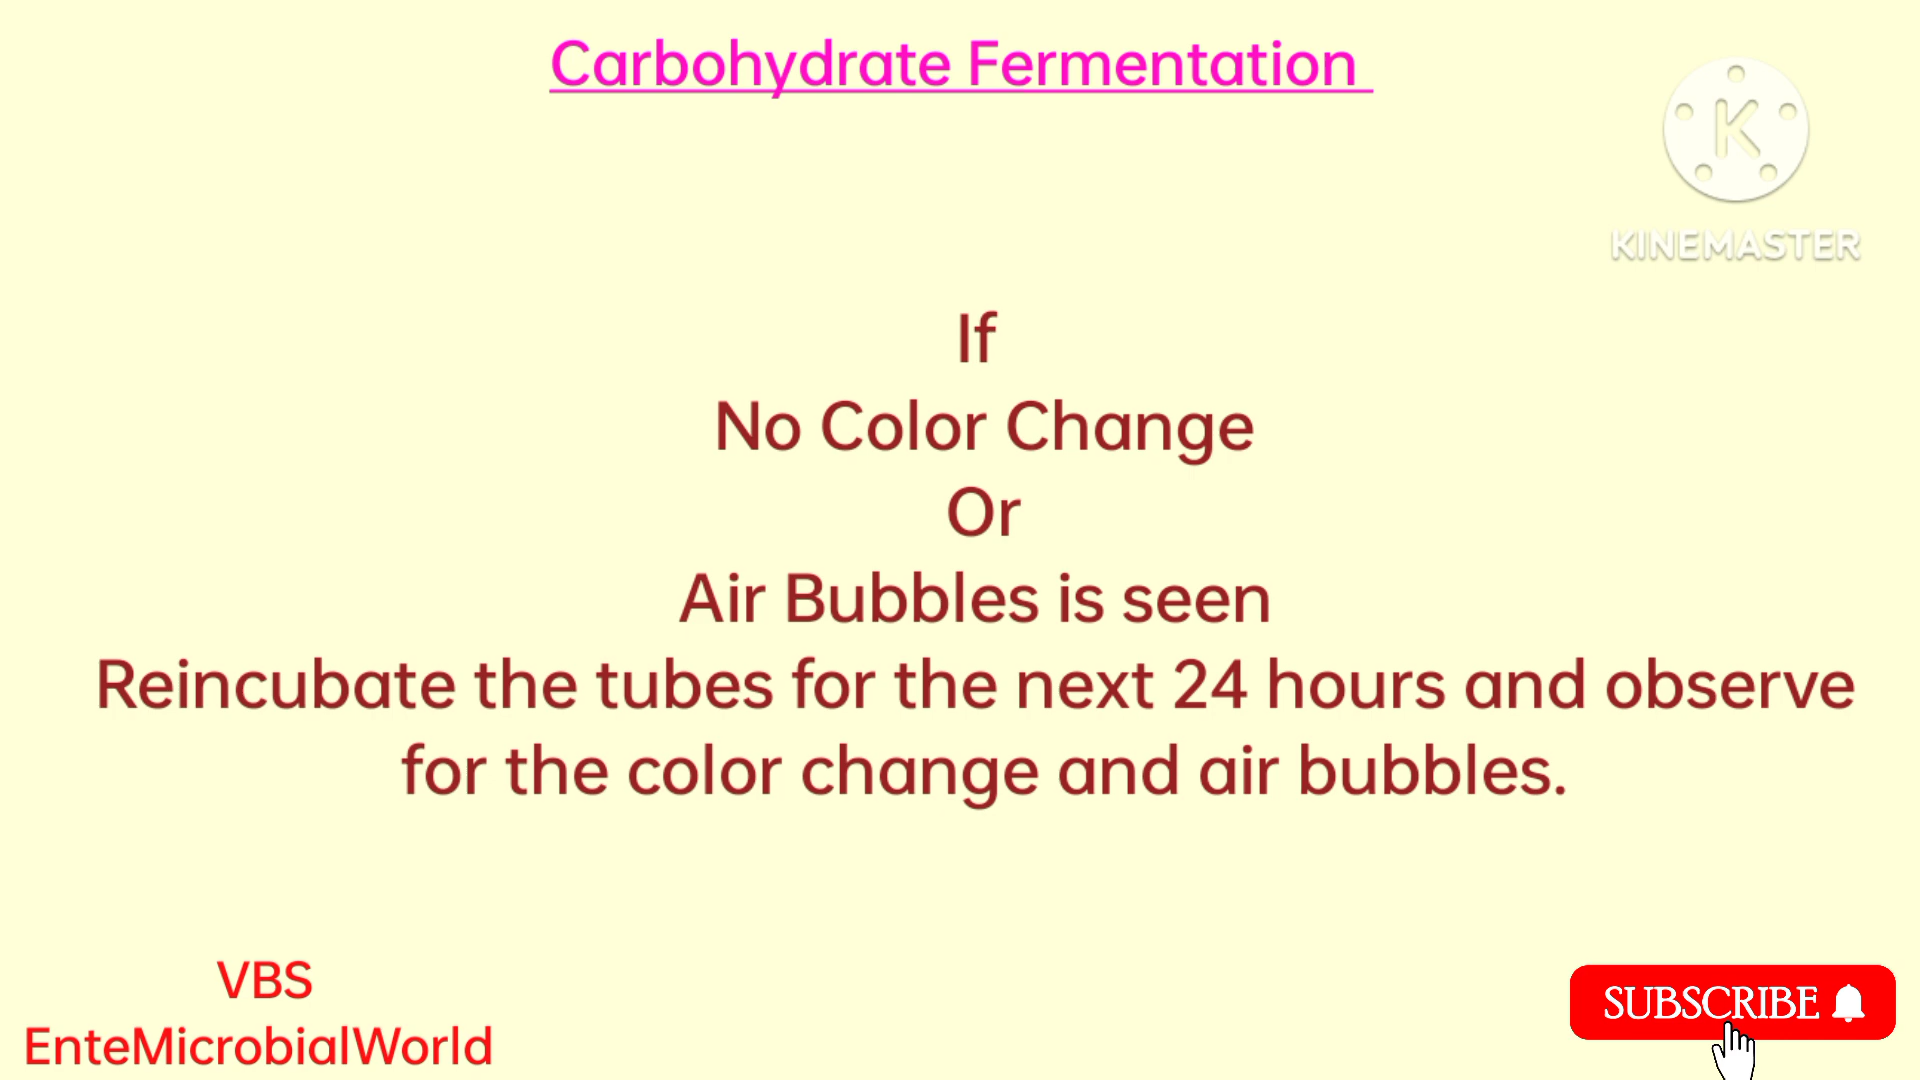 Carbohydrate Fermentation
K
KINEMASTER
If
No Color Change
Or
Air Bubbles is seen
Reincubate the tubes for the next 24 hours and observe
for the color change and air bubbles.
VBS
EnteMicrobialWorld
SUBSCRIBE